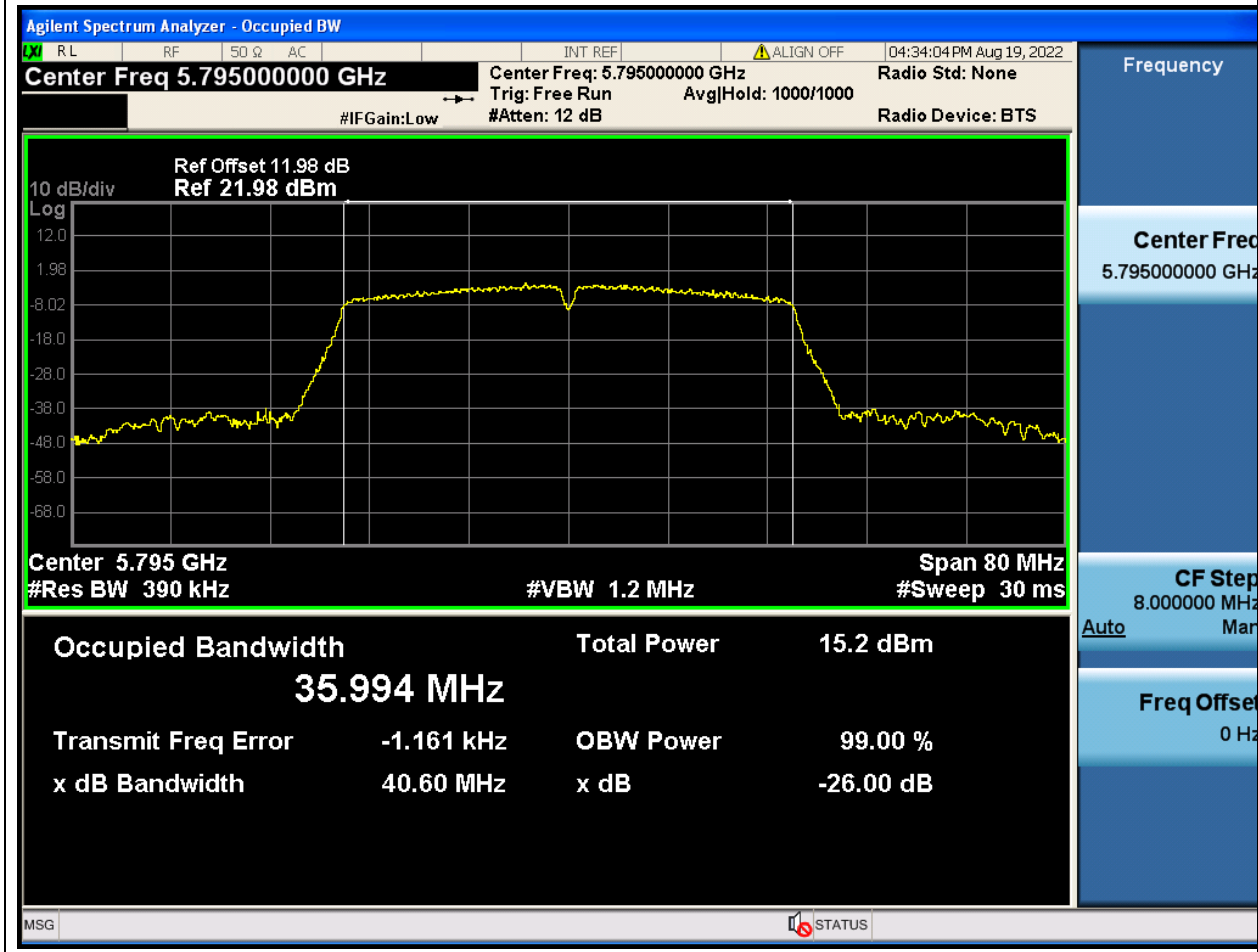 Agilent Spectrum Analyzer - Occupied BW
LXI RL RF 50 Ω AC INT REF ALIGN OFF 04:34:04 PM Aug 19, 2022
Center Freq 5.795000000 GHz
Center Freq: 5.795000000 GHz
Radio Std: None
Trig: Free Run Avg|Hold: 1000/1000
#IFGain:Low
#Atten: 12 dB
Radio Device: BTS
Ref Offset 11.98 dB
10 dB/div Ref 21.98 dBm
Log
12.0
1.98
-8.02
-18.0
-28.0
-38.0
-48.0
-58.0
-68.0
Center 5.795 GHz Span 80 MHz
#Res BW 390 kHz #VBW 1.2 MHz #Sweep 30 ms
Occupied Bandwidth Total Power 15.2 dBm
35.994 MHz
Transmit Freq Error -1.161 kHz OBW Power 99.00 %
x dB Bandwidth 40.60 MHz x dB -26.00 dB
MSG STATUS
Frequency
Center Freq
5.795000000 GHz
CF Step
8.000000 MHz
Auto Man
Freq Offset
0 Hz